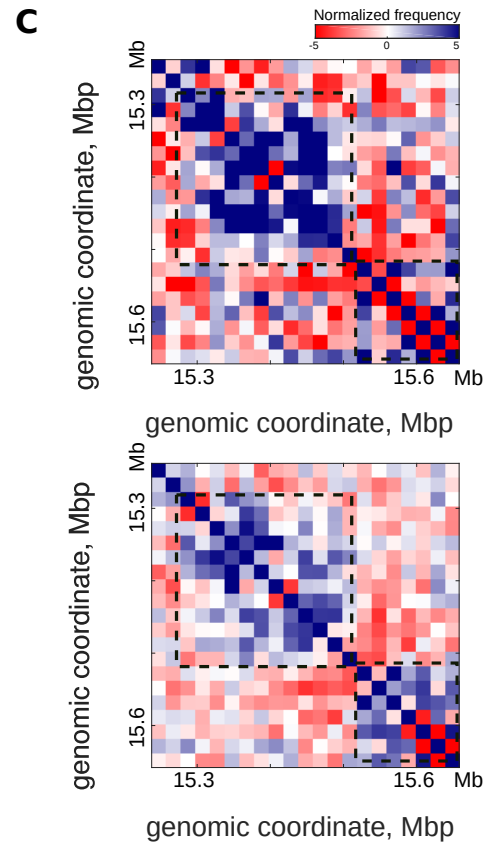 C
Normalized frequency
-5 0 5
Mb
15.3
15.6
genomic coordinate, Mbp
15.3 15.6 Mb
genomic coordinate, Mbp
Mb
15.3
15.6
genomic coordinate, Mbp
15.3 15.6 Mb
genomic coordinate, Mbp